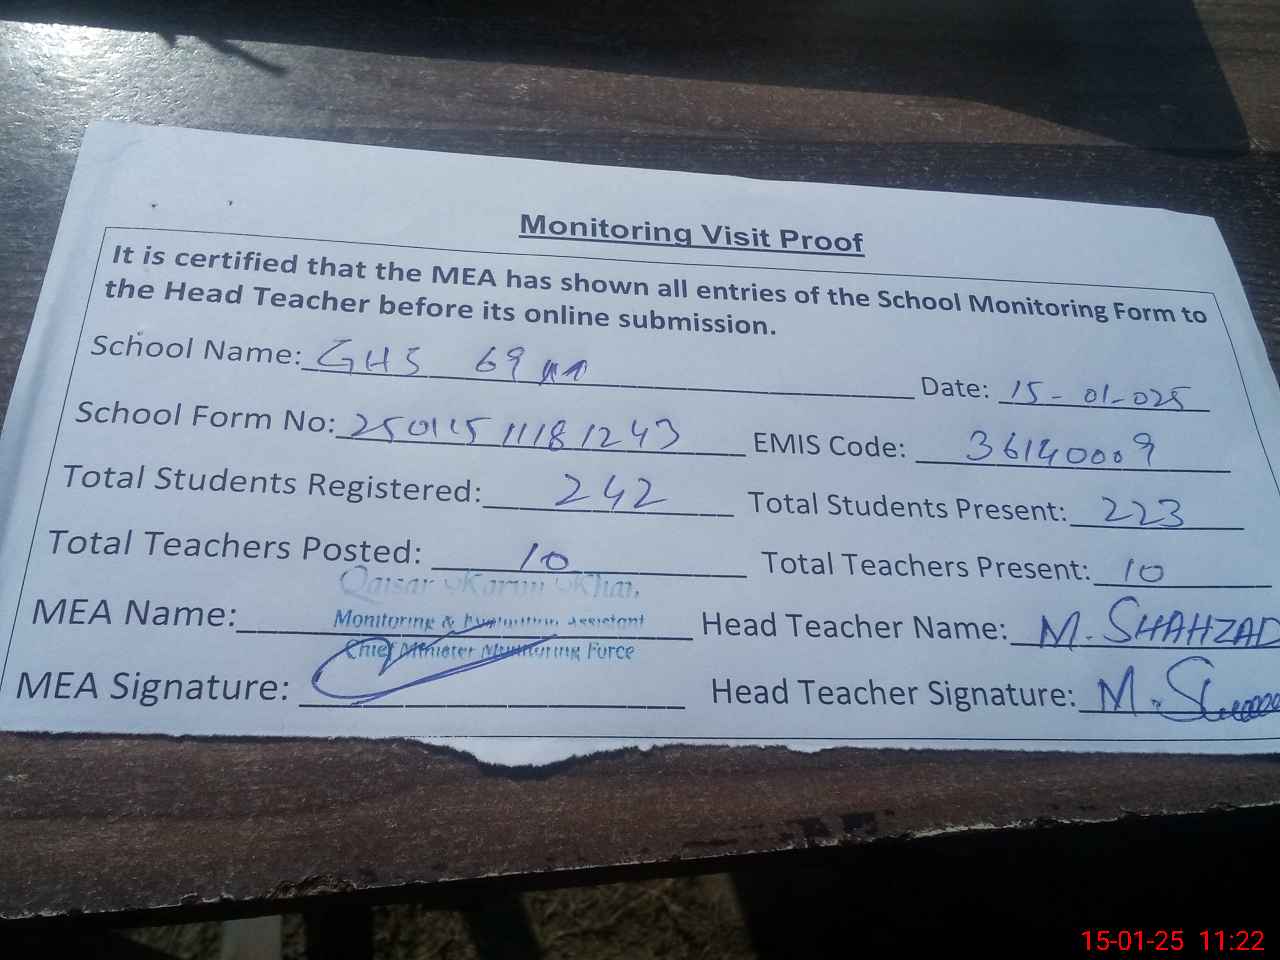 Monitoring Visit Proof
It is certified that the MEA has shown all entries of the School Monitoring Form to
the Head Teacher before its online submission.
School Name: GHS 69 Date: 15-01-025
School Form No: 250115111181243 EMIS Code: 36140009
Total Students Registered: 242 Total Students Present: 223
Total Teachers Posted: 10 Total Teachers Present: 10
Qaisar Karim Khan
MEA Name: Monitoring & Evaluation Assistant Head Teacher Name: M. SHAHZAD
Chief Minister Monitoring Force
MEA Signature: Head Teacher Signature: M.
15-01-25 11:22